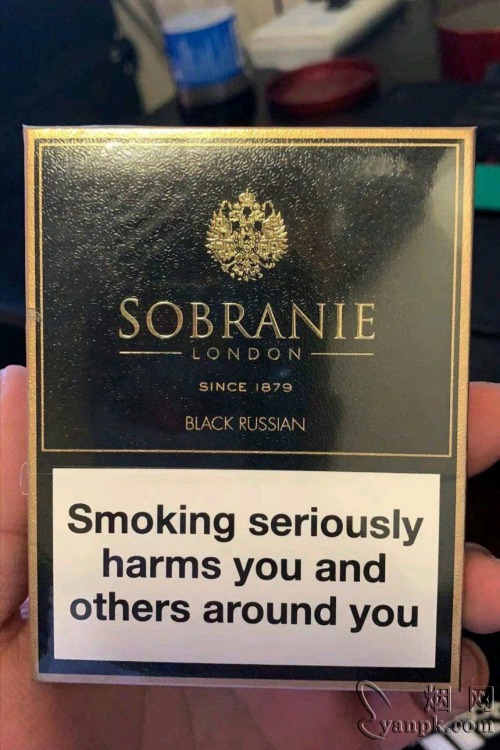 SOBRANIE
LONDON
SINCE 1879
BLACK RUSSIAN
Smoking seriously
harms you and
others around you
烟网
yanpk.com